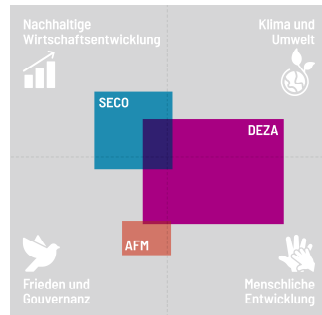 Nachhaltige
Wirtschaftsentwicklung
Klima und
Umwelt
SECO
DEZA
AFM
Frieden und
Gouvernanz
Menschliche
Entwicklung